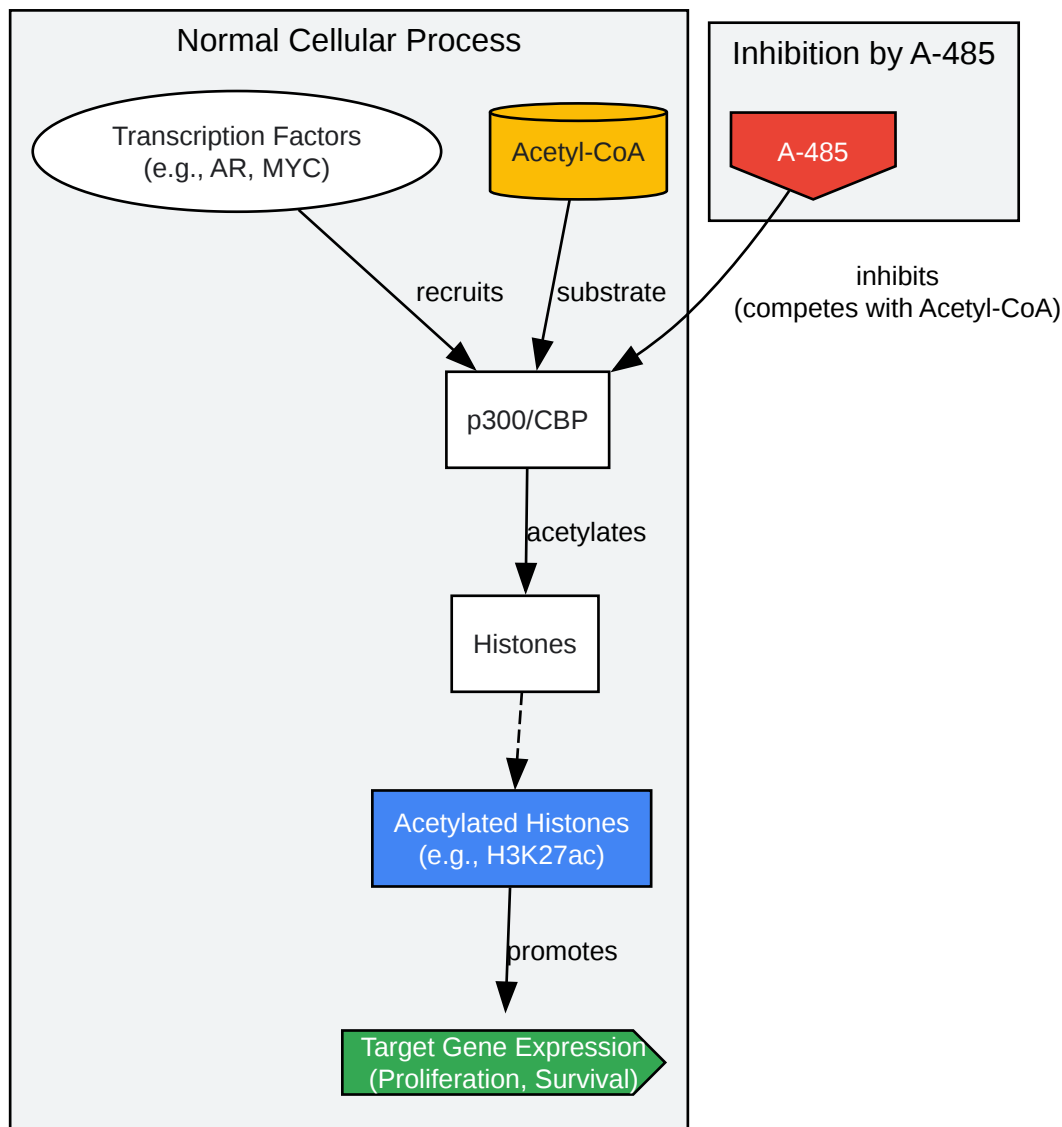 Normal Cellular Process
Inhibition by A-485
Transcription Factors
(e.g., AR, MYC)
Acetyl-CoA
A-485
recruits
substrate
inhibits
(competes with Acetyl-CoA)
p300/CBP
acetylates
Histones
Acetylated Histones
(e.g., H3K27ac)
promotes
Target Gene Expression
(Proliferation, Survival)